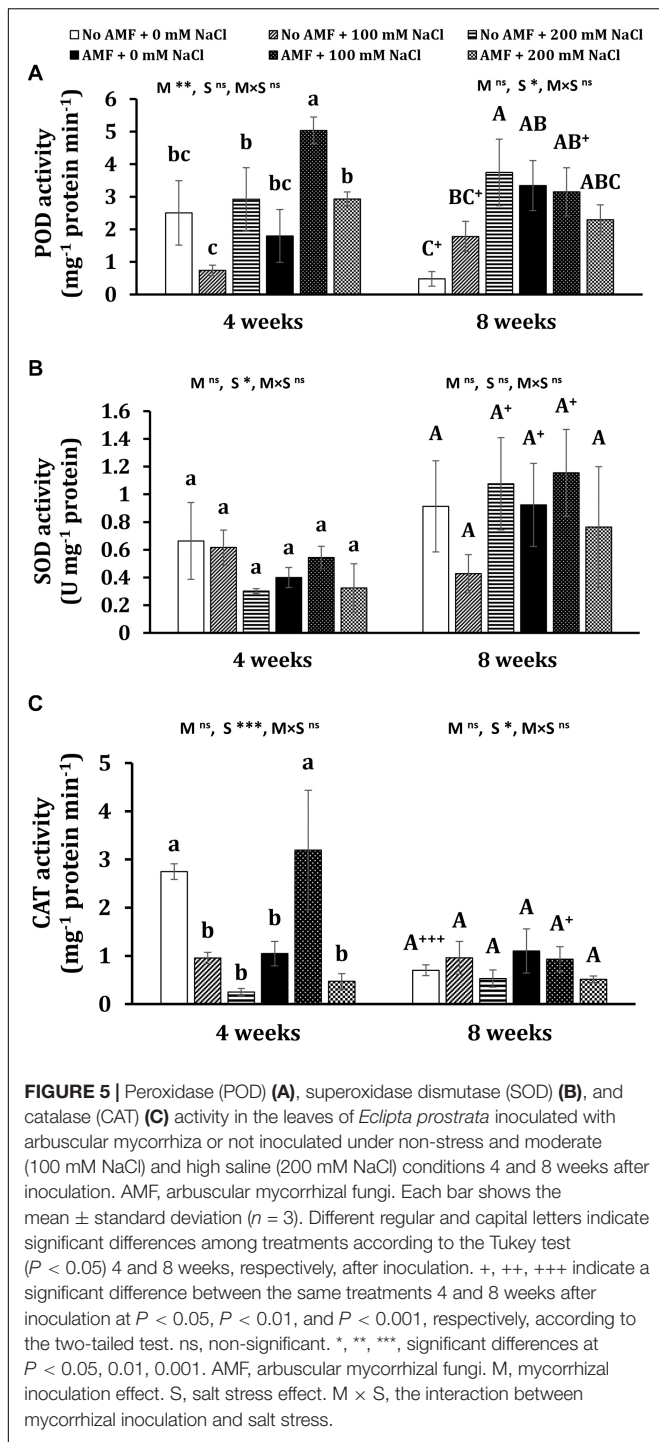 No AMF + 0 mM NaCl No AMF + 100 mM NaCl No AMF + 200 mM NaCl
AMF + 0 mM NaCl AMF + 100 mM NaCl AMF + 200 mM NaCl
A
M **, S ns, M×S ns
M ns, S *, M×S ns
POD activity
(mg-1 protein min-1)
6
5
4
3
2
1
0
bc
c
b
bc
a
b
C+
BC+
A
AB
AB+
ABC
4 weeks
8 weeks
B
M ns, S *, M×S ns
M ns, S ns, M×S ns
SOD activity
(U mg-1 protein)
1.6
1.4
1.2
1
0.8
0.6
0.4
0.2
0
a
a
a
a
a
a
A
A
A+
A+
A+
A
4 weeks
8 weeks
C
M ns, S ***, M×S ns
M ns, S *, M×S ns
CAT activity
(mg-1 protein min-1)
5
4
3
2
1
0
a
b
b
b
a
b
A+++
A
A
A
A+
A
4 weeks
8 weeks
FIGURE 5 | Peroxidase (POD) (A), superoxidase dismutase (SOD) (B), and
catalase (CAT) (C) activity in the leaves of Eclipta prostrata inoculated with
arbuscular mycorrhiza or not inoculated under non-stress and moderate
(100 mM NaCl) and high saline (200 mM NaCl) conditions 4 and 8 weeks after
inoculation. AMF, arbuscular mycorrhizal fungi. Each bar shows the
mean ± standard deviation (n = 3). Different regular and capital letters indicate
significant differences among treatments according to the Tukey test
(P < 0.05) 4 and 8 weeks, respectively, after inoculation. +, ++, +++ indicate a
significant difference between the same treatments 4 and 8 weeks after
inoculation at P < 0.05, P < 0.01, and P < 0.001, respectively, according to
the two-tailed test. ns, non-significant. *, **, ***, significant differences at
P < 0.05, 0.01, 0.001. AMF, arbuscular mycorrhizal fungi. M, mycorrhizal
inoculation effect. S, salt stress effect. M × S, the interaction between
mycorrhizal inoculation and salt stress.